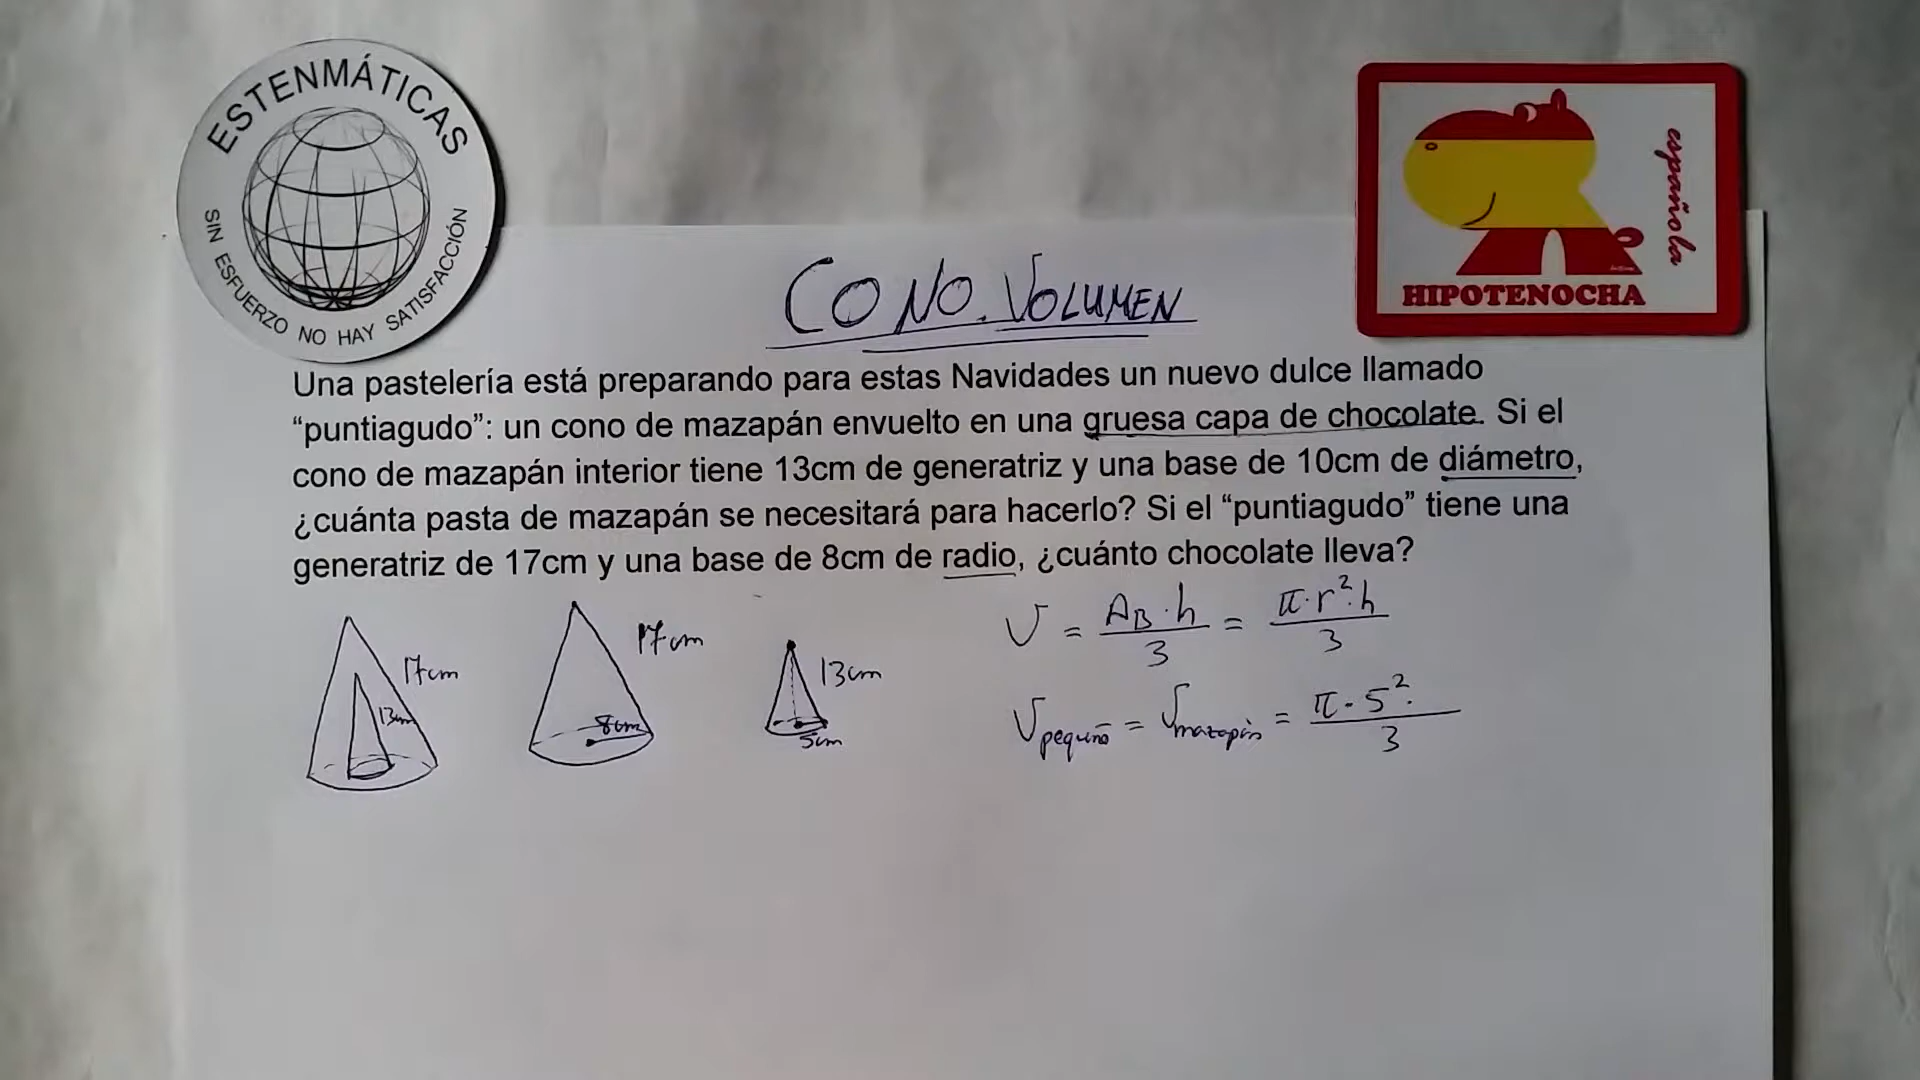 ESTENMÁTICAS
SIN ESFUERZO NO HAY SATISFACCIÓN
española
HIPOTENOCHA
CONO. VOLUMEN
Una pastelería está preparando para estas Navidades un nuevo dulce llamado
“puntiagudo”: un cono de mazapán envuelto en una gruesa capa de chocolate. Si el
cono de mazapán interior tiene 13cm de generatriz y una base de 10cm de diámetro,
¿cuánta pasta de mazapán se necesitará para hacerlo? Si el “puntiagudo” tiene una
generatriz de 17cm y una base de 8cm de radio, ¿cuánto chocolate lleva?
17cm
13cm
17cm
8cm
13cm
5cm
V = A_B · h / 3 = π · r² · h / 3
V pequeño = V mazapán = π · 5² · / 3